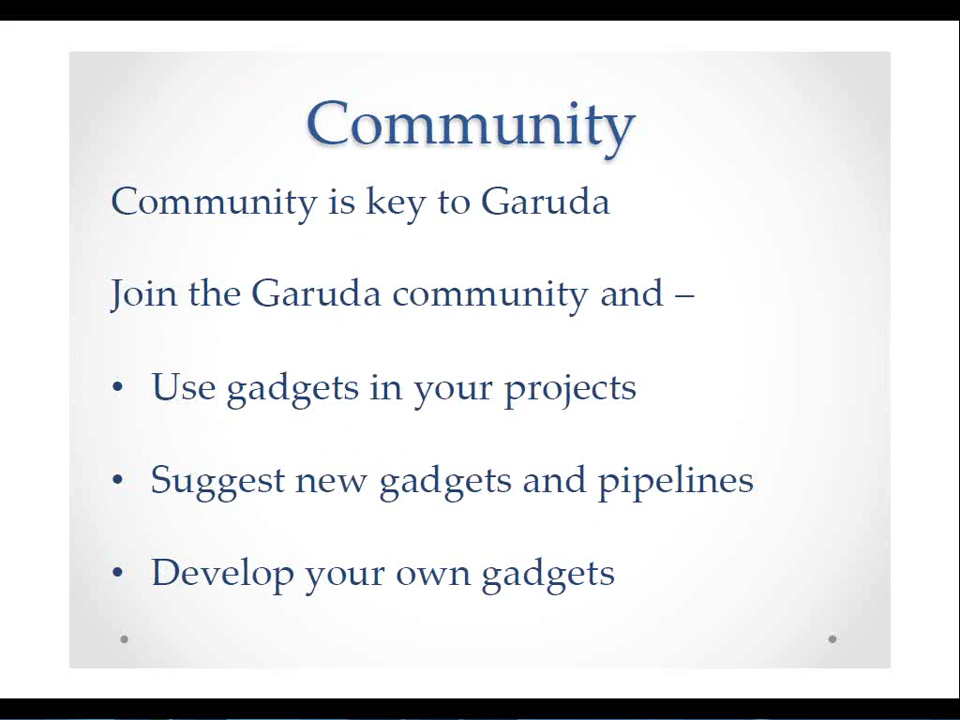 Community
Community is key to Garuda
Join the Garuda community and –
• Use gadgets in your projects
• Suggest new gadgets and pipelines
• Develop your own gadgets